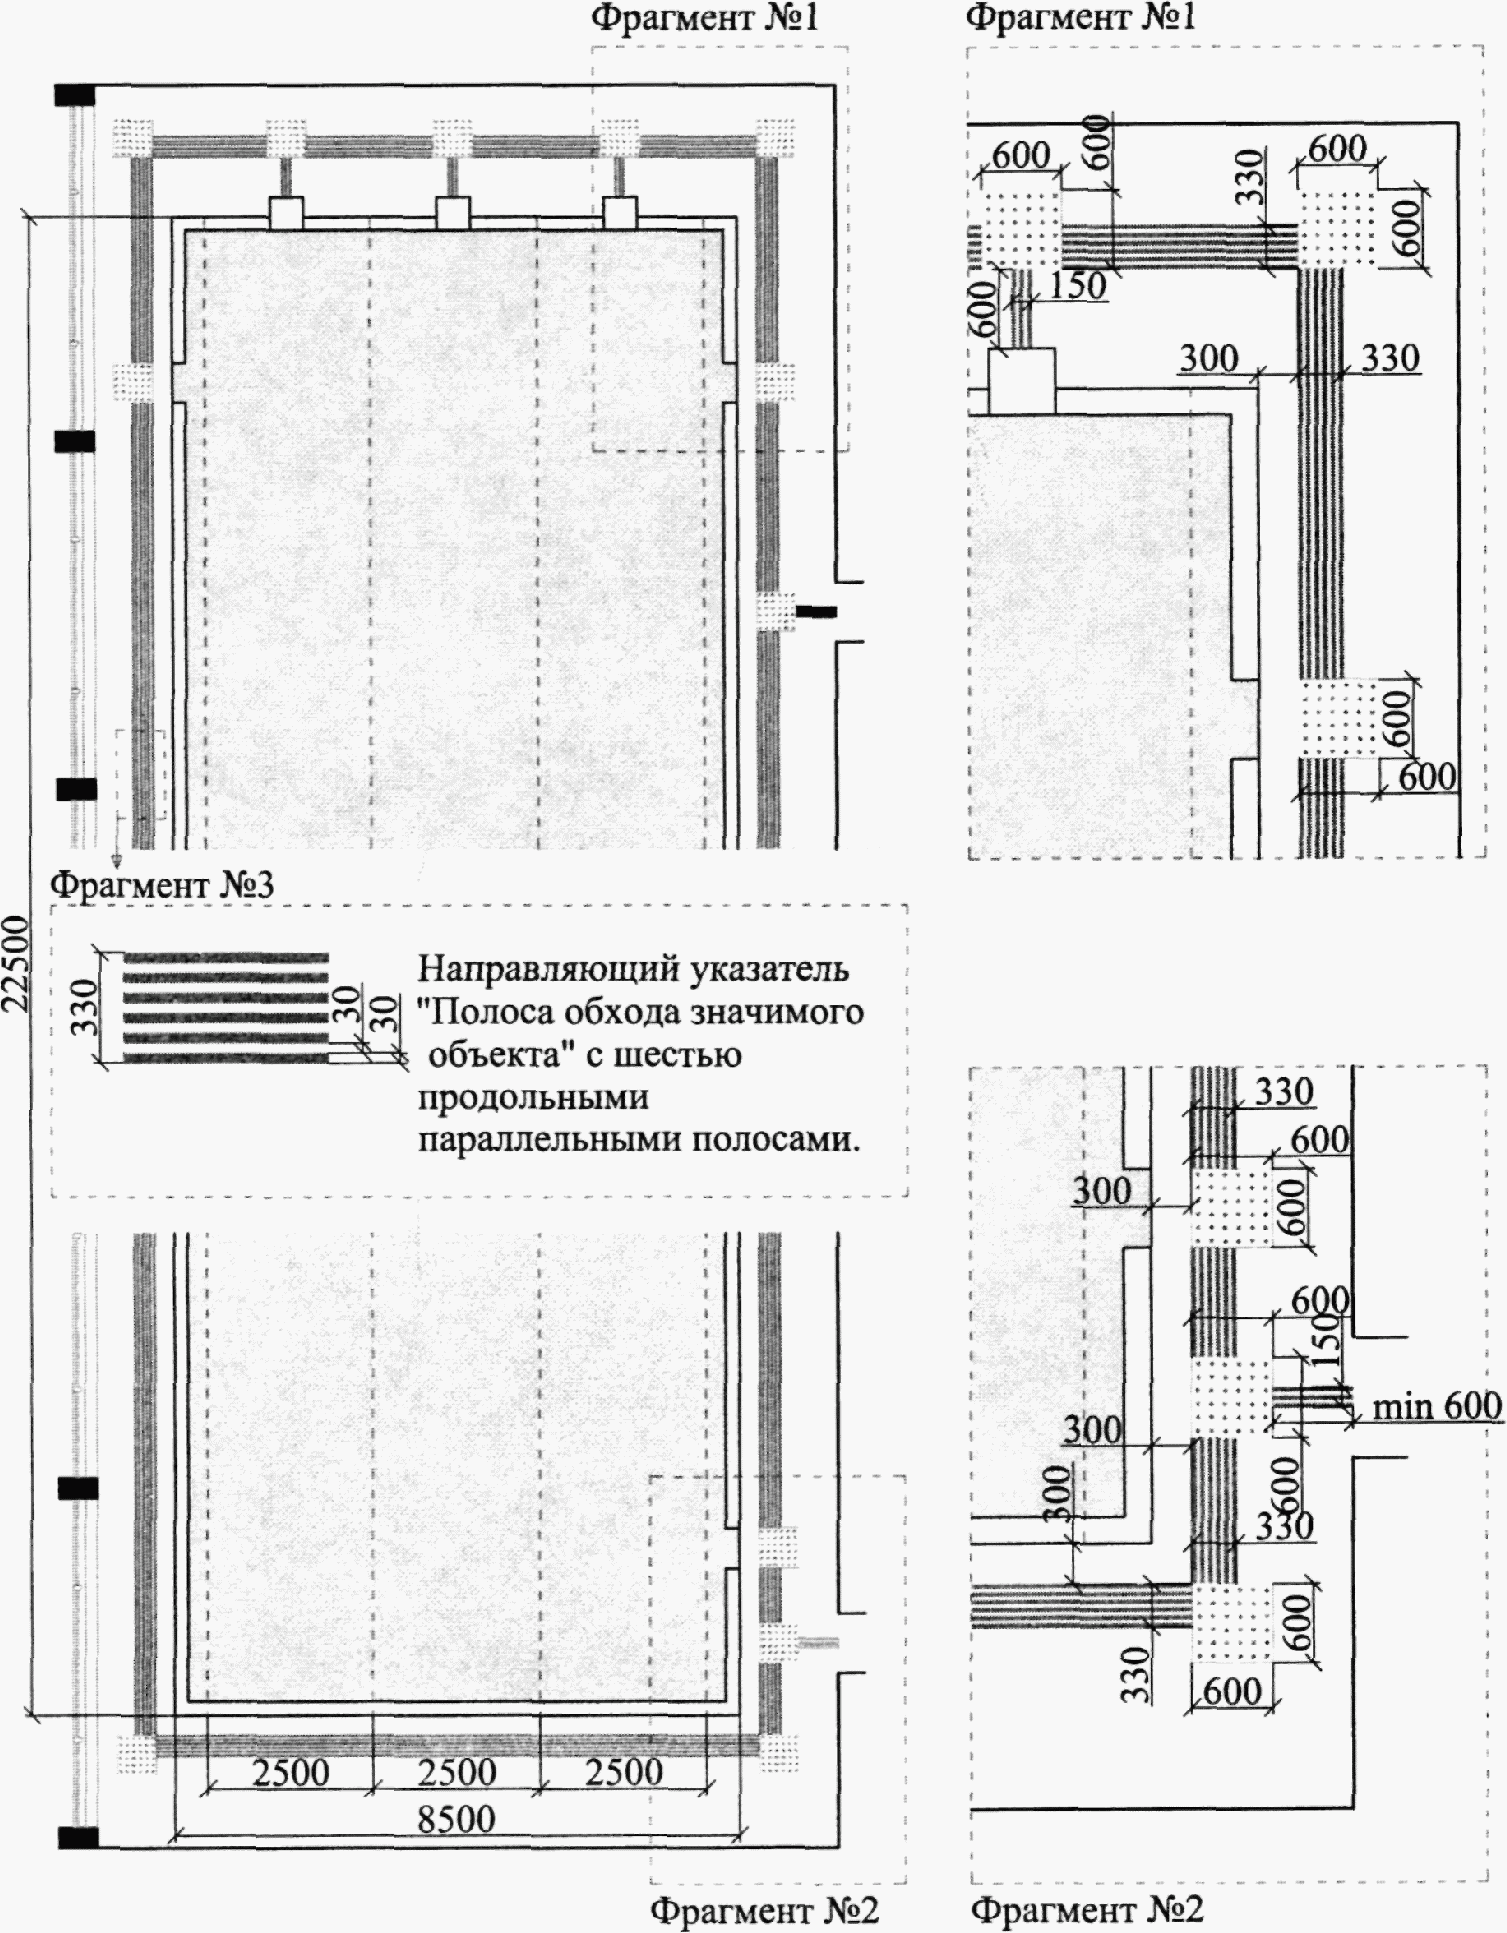 Фрагмент №1
22500
Фрагмент №3
330
30
30
Направляющий указатель
"Полоса обхода значимого
объекта" с шестью
продольными
параллельными полосами.
2500
2500
2500
8500
Фрагмент №2
Фрагмент №1
600
600
330
600
600
600
150
300
330
600
600
330
600
300
600
600
150
min 600
300
600
300
330
330
600
600
Фрагмент №2